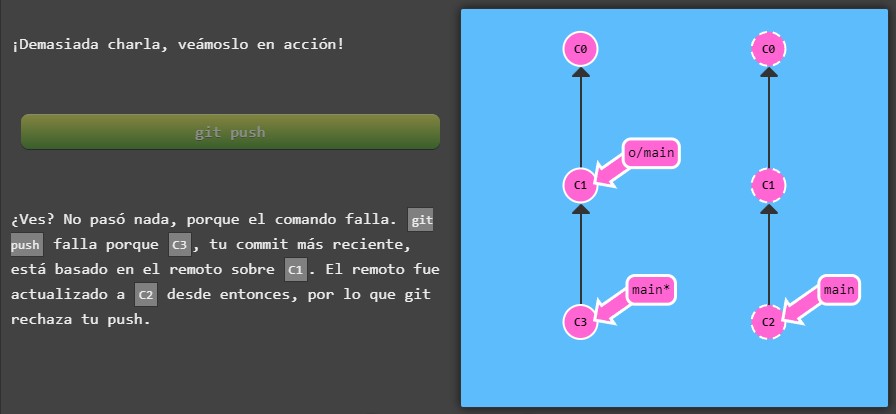 ¡Demasiada charla, veámoslo en acción!
git push
¿Ves? No pasó nada, porque el comando falla. git
push falla porque C3, tu commit más reciente,
está basado en el remoto sobre C1. El remoto fue
actualizado a C2 desde entonces, por lo que git
rechaza tu push.
C0
C0
o/main
C1
C1
main*
main
C3
C2